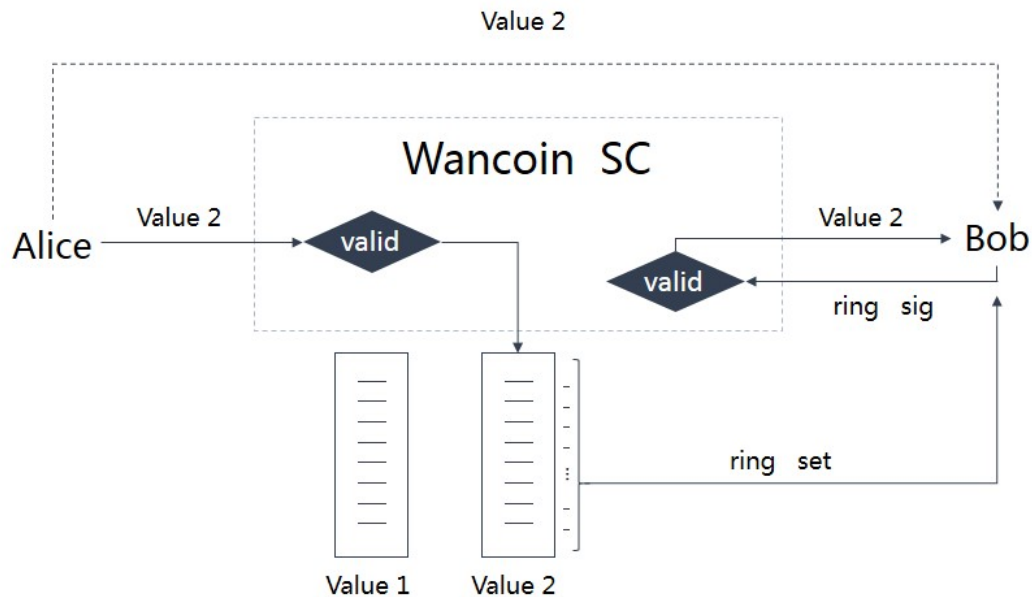 Value 2
Wancoin SC
Value 2
Value 2
Alice
valid
Bob
valid
ring sig
...
ring set
Value 1
Value 2